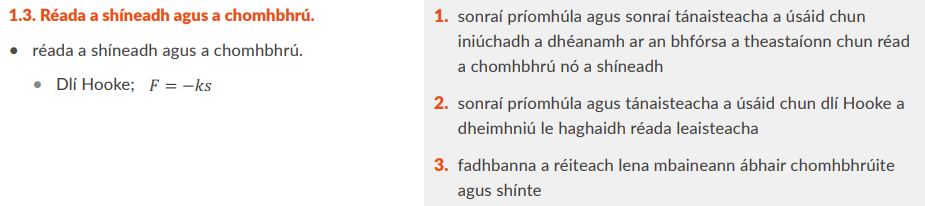 1.3. Réada a shíneadh agus a chomhbhrú.
• réada a shíneadh agus a chomhbhrú.
• Dlí Hooke; F = −ks
1. sonraí príomhúla agus sonraí tánaisteacha a úsáid chun
iniúchadh a dhéanamh ar an bhfórsa a theastaíonn chun réad
a chomhbhrú nó a shíneadh
2. sonraí príomhúla agus tánaisteacha a úsáid chun dlí Hooke a
dheimhniú le haghaidh réada leaisteacha
3. fadhbanna a réiteach lena mbaineann ábhair chomhbhrúite
agus shínte